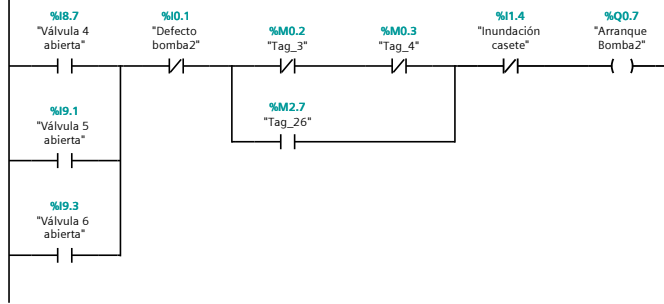 %I8.7
"Válvula 4
abierta"
%I0.1
"Defecto
bomba2"
%M0.2
"Tag_3"
%M0.3
"Tag_4"
%I1.4
"Inundación
casete"
%Q0.7
"Arranque
Bomba2"
%I9.1
"Válvula 5
abierta"
%M2.7
"Tag_26"
%I9.3
"Válvula 6
abierta"